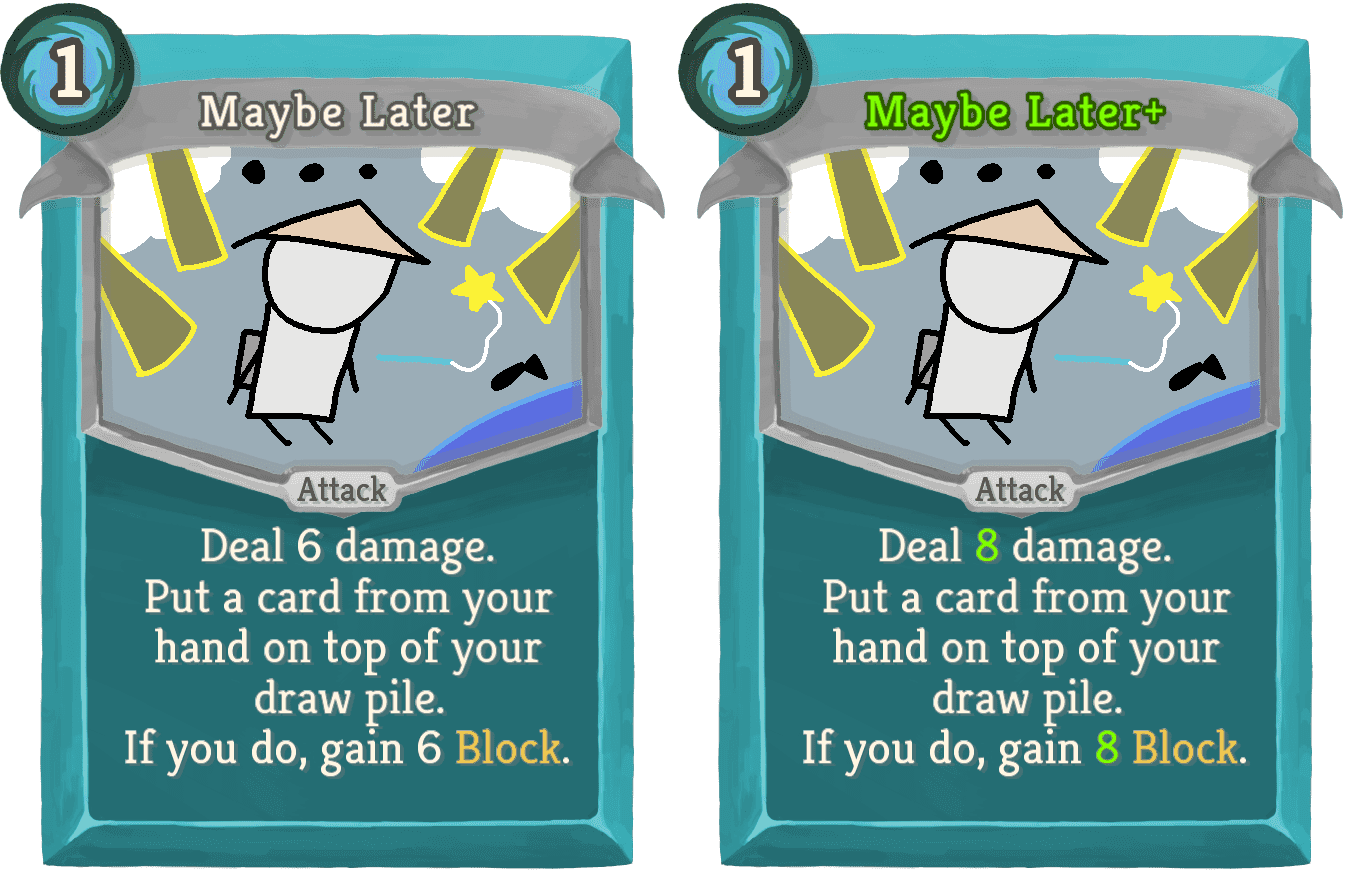 1
Maybe Later
Attack
Deal 6 damage.
Put a card from your
hand on top of your
draw pile.
If you do, gain 6 Block.
1
Maybe Later+
Attack
Deal 8 damage.
Put a card from your
hand on top of your
draw pile.
If you do, gain 8 Block.